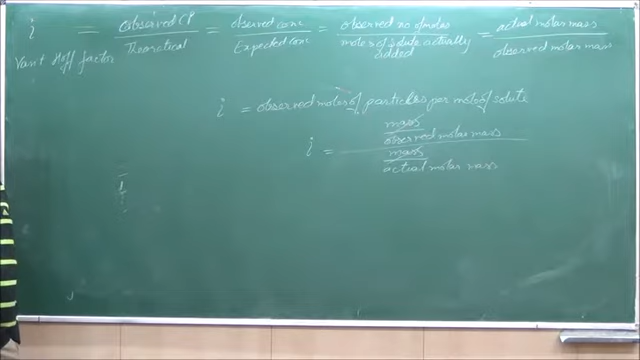 i = observed CP / Theoretical = observed conc / Expected conc = observed no of moles / moles of solute actually added = actual molar mass / observed molar mass
Van't Hoff factor
i = observed moles of particles per mole of solute
i = mass / observed molar mass / mass / actual molar mass